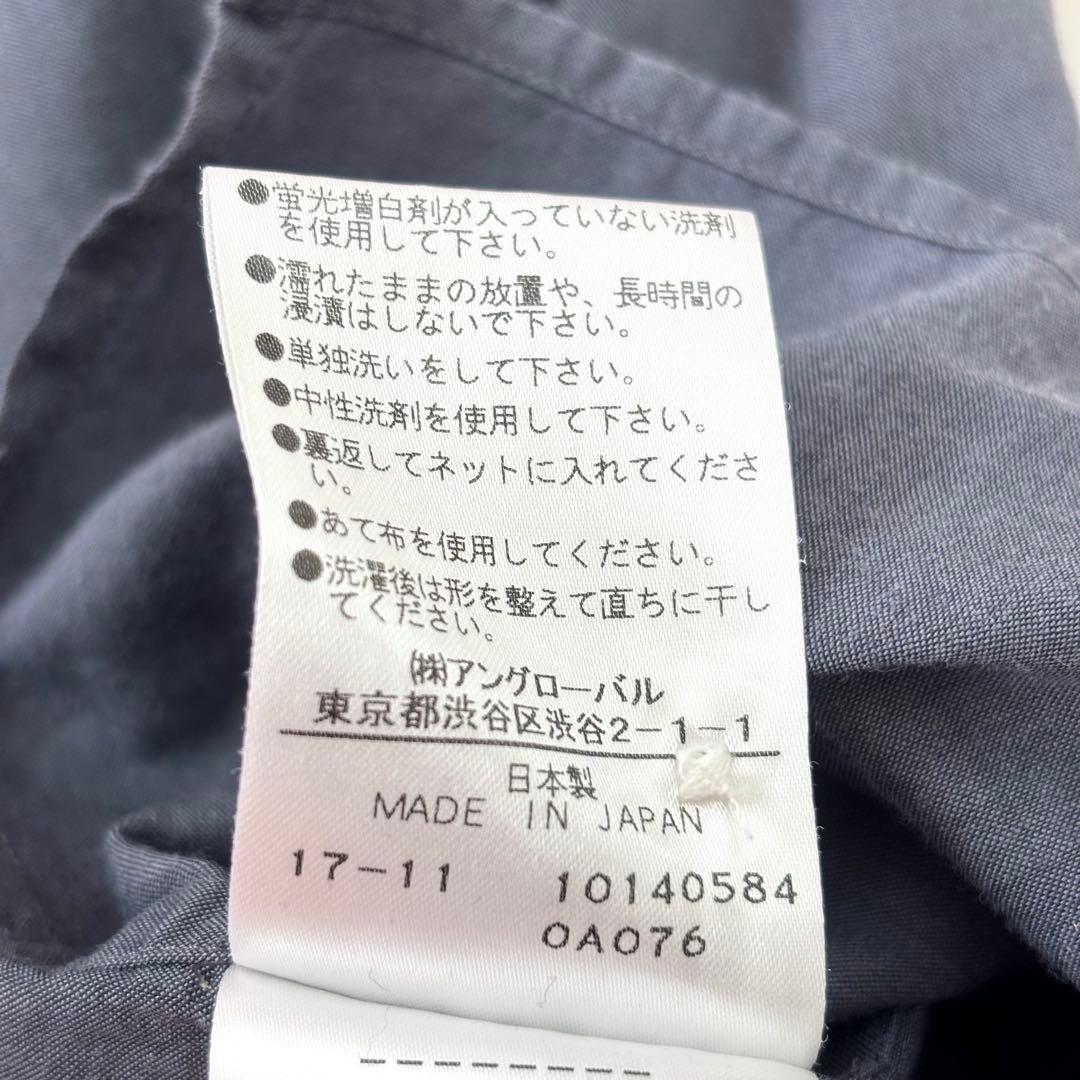 ●蛍光増白剤が入っていない洗剤
を使用して下さい。
●濡れたままの放置や、長時間の
浸漬はしないで下さい。
●単独洗いをして下さい。
●中性洗剤を使用して下さい。
●裏返してネットに入れてくださ
い。
●あて布を使用してください。
●洗濯後は形を整えて直ちに干し
てください。
㈱アングローバル
東京都渋谷区渋谷2-1-1
日本製
MADE IN JAPAN
17-11 10140584
0A076